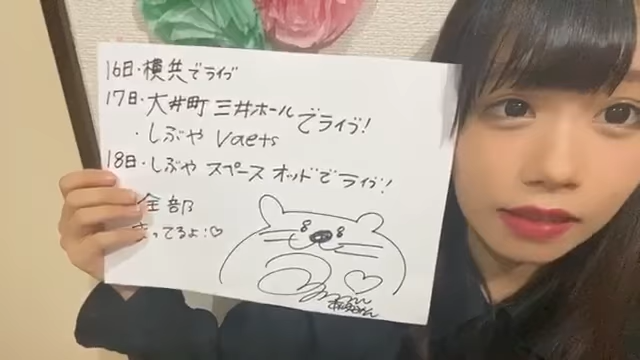 16日・横浜でライブ
17日・大井町 三井ホールでライブ!
・しぶや Vaets
18日・しぶや スペース オッドでライブ!
全部
まってるよ:♡